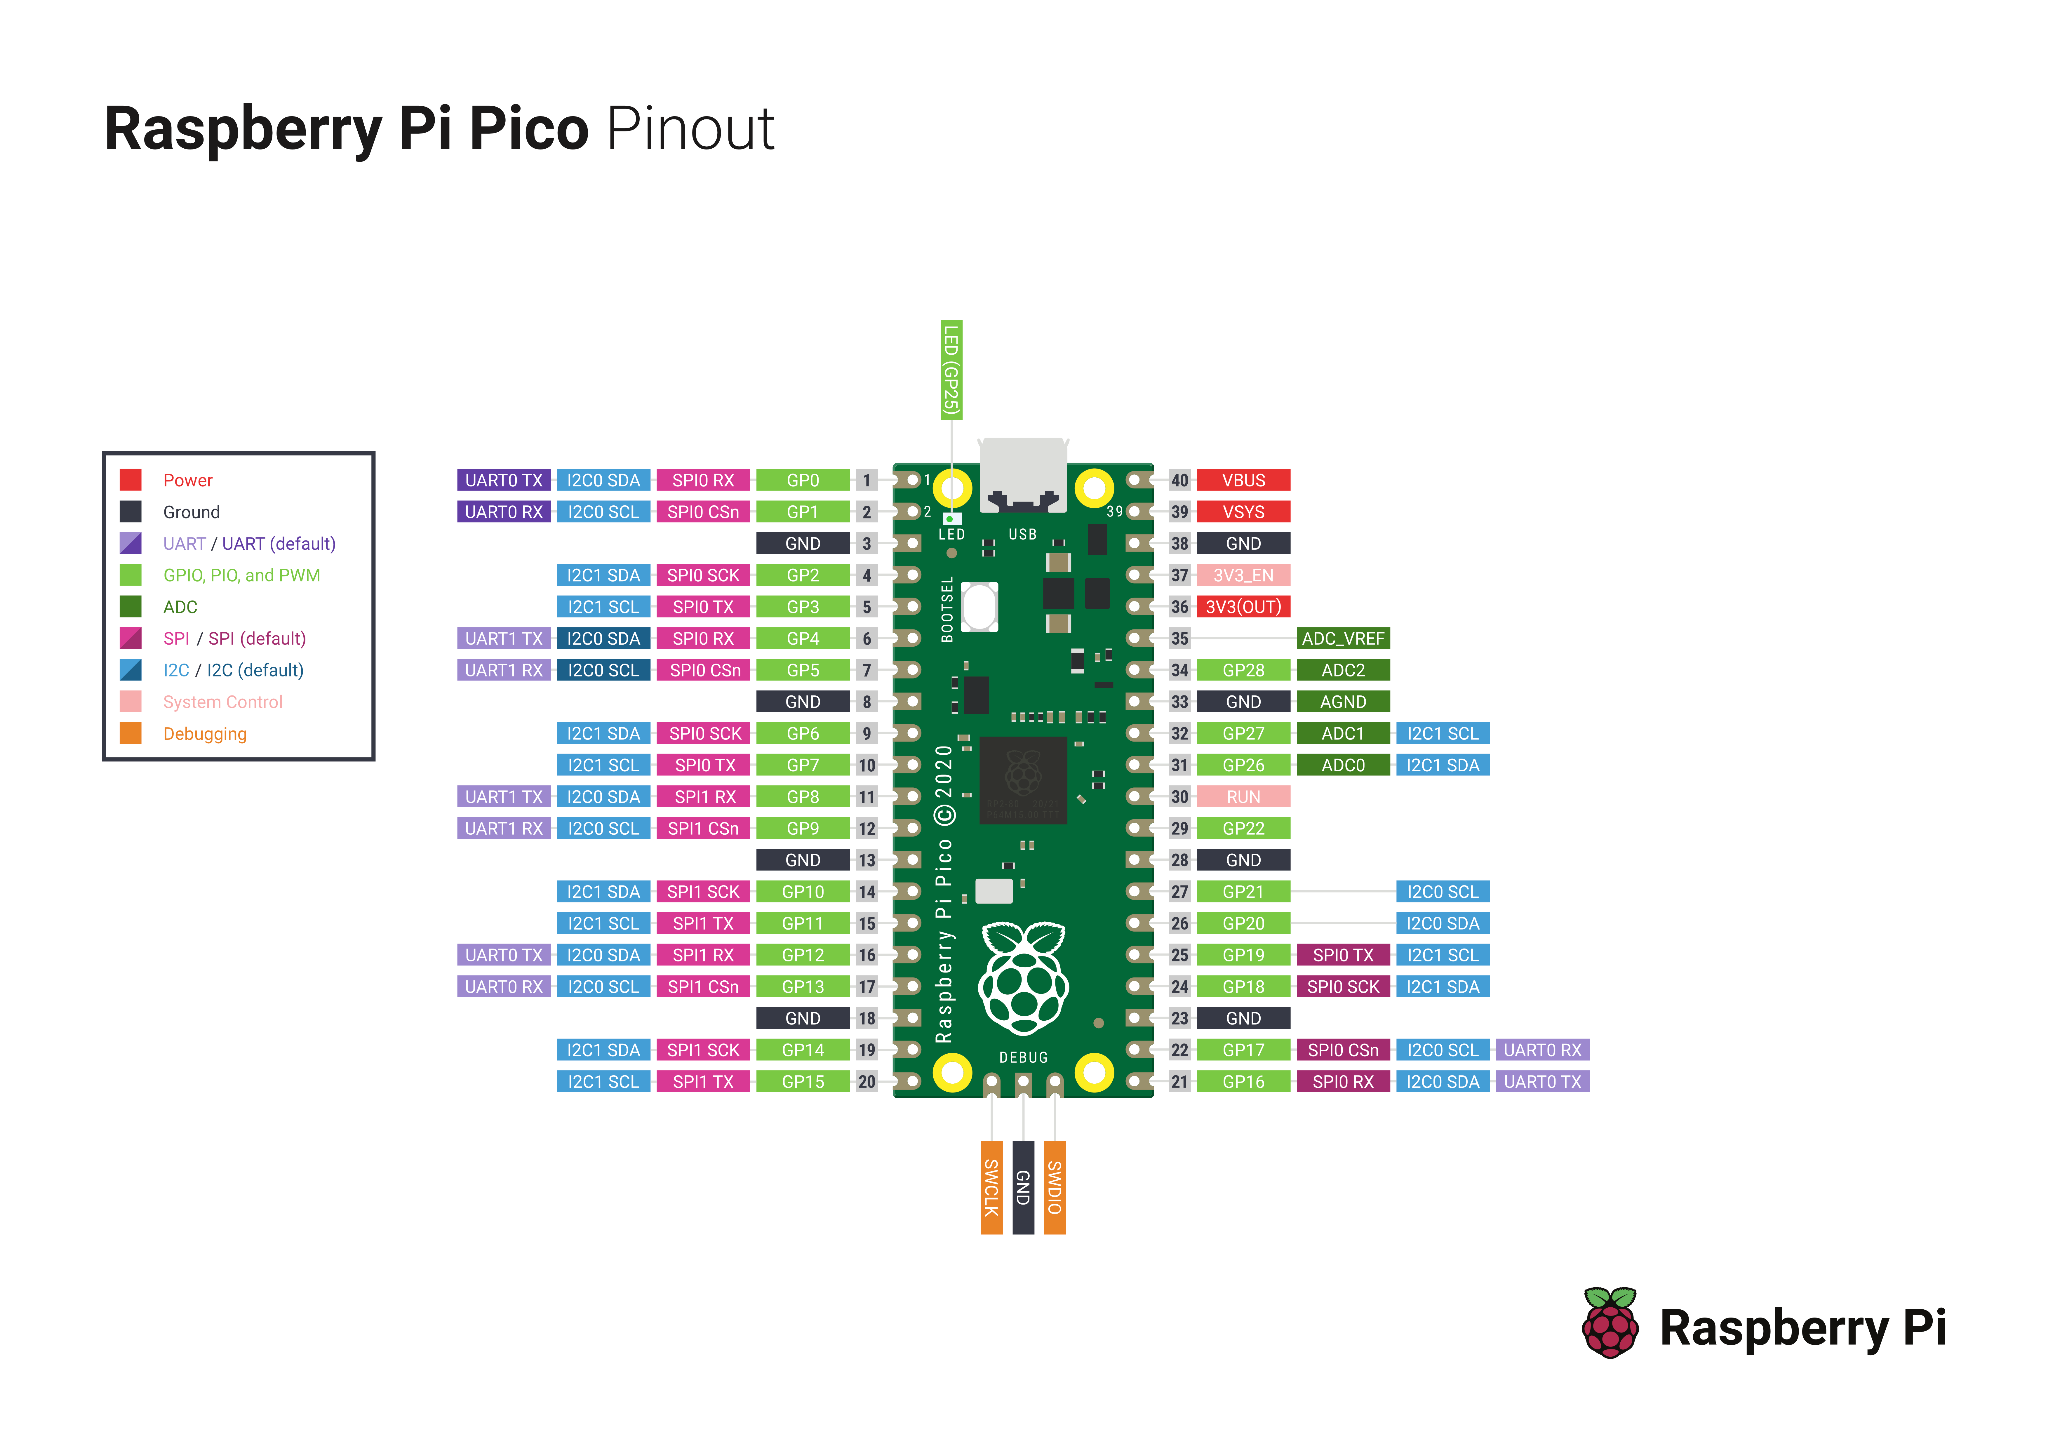 Raspberry Pi Pico Pinout
LED (GP25)
Power
Ground
UART / UART (default)
GPIO, PIO, and PWM
ADC
SPI / SPI (default)
I2C / I2C (default)
System Control
Debugging
UART0 TX I2C0 SDA SPI0 RX GP0 1 1 40 VBUS
UART0 RX I2C0 SCL SPI0 CSn GP1 2 2 39 39 VSYS
LED USB
GND 3 38 GND
I2C1 SDA SPI0 SCK GP2 4 37 3V3_EN
I2C1 SCL SPI0 TX GP3 5 36 3V3(OUT)
BOOTSEL
UART1 TX I2C0 SDA SPI0 RX GP4 6 35 ADC_VREF
UART1 RX I2C0 SCL SPI0 CSn GP5 7 34 GP28 ADC2
GND 8 33 GND AGND
I2C1 SDA SPI0 SCK GP6 9 32 GP27 ADC1 I2C1 SCL
I2C1 SCL SPI0 TX GP7 10 31 GP26 ADC0 I2C1 SDA
UART1 TX I2C0 SDA SPI1 RX GP8 11 30 RUN
UART1 RX I2C0 SCL SPI1 CSn GP9 12 29 GP22
GND 13 28 GND
I2C1 SDA SPI1 SCK GP10 14 27 GP21 I2C0 SCL
I2C1 SCL SPI1 TX GP11 15 26 GP20 I2C0 SDA
UART0 TX I2C0 SDA SPI1 RX GP12 16 25 GP19 SPI0 TX I2C1 SCL
UART0 RX I2C0 SCL SPI1 CSn GP13 17 24 GP18 SPI0 SCK I2C1 SDA
GND 18 23 GND
Raspberry Pi Pico ©2020
I2C1 SDA SPI1 SCK GP14 19 22 GP17 SPI0 CSn I2C0 SCL UART0 RX
DEBUG
I2C1 SCL SPI1 TX GP15 20 21 GP16 SPI0 RX I2C0 SDA UART0 TX
SWCLK
GND
SWDIO
Raspberry Pi